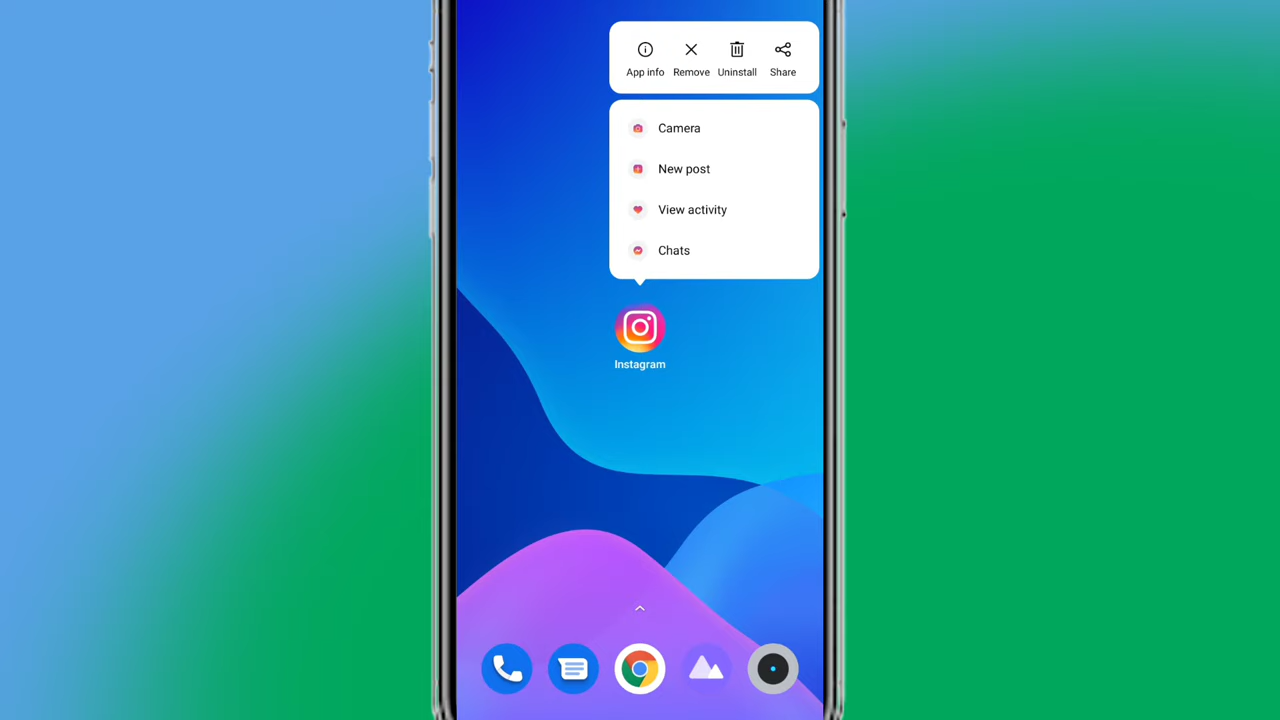 App info Remove Uninstall Share
Camera
New post
View activity
Chats
Instagram